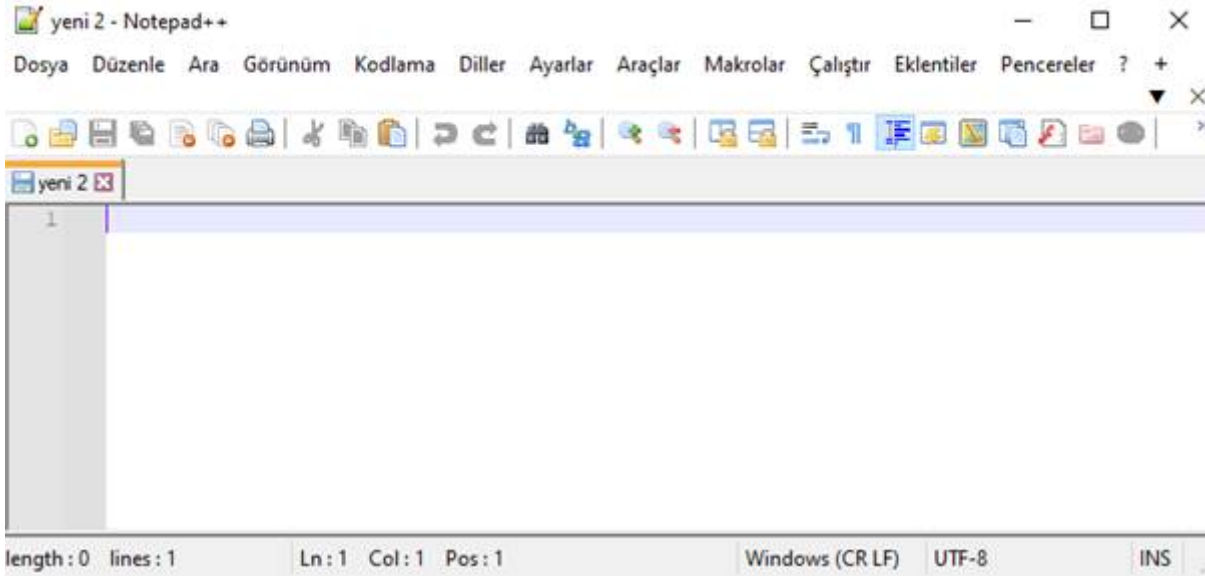 yeni 2 - Notepad++
Dosya Düzenle Ara Görünüm Kodlama Diller Ayarlar Araçlar Makrolar Çalıştır Eklentiler Pencereler ? +
yeni 2
1
length : 0 lines : 1 Ln : 1 Col : 1 Pos : 1 Windows (CR LF) UTF-8 INS